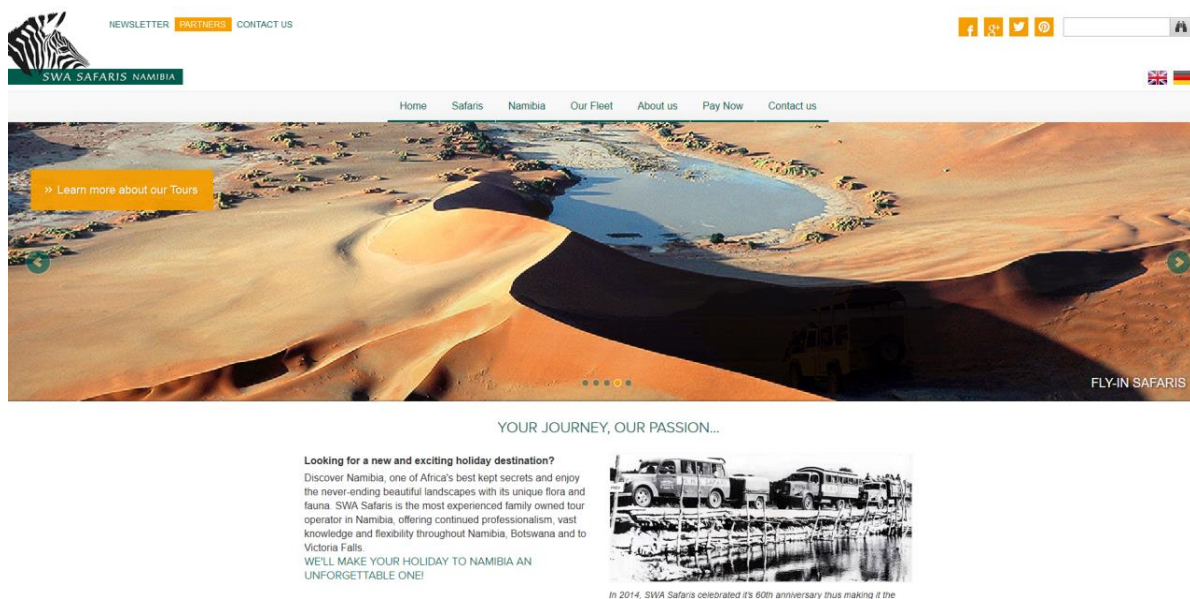 NEWSLETTER PARTNERS CONTACT US
SWA SAFARIS NAMIBIA
Home Safaris Namibia Our Fleet About us Pay Now Contact us
» Learn more about our Tours
FLY-IN SAFARIS
YOUR JOURNEY, OUR PASSION...
Looking for a new and exciting holiday destination?
Discover Namibia, one of Africa's best kept secrets and enjoy
the never-ending beautiful landscapes with its unique flora and
fauna. SWA Safaris is the most experienced family owned tour
operator in Namibia, offering continued professionalism, vast
knowledge and flexibility throughout Namibia, Botswana and to
Victoria Falls.
WE'LL MAKE YOUR HOLIDAY TO NAMIBIA AN
UNFORGETTABLE ONE!
In 2014, SWA Safaris celebrated it's 60th anniversary thus making it the